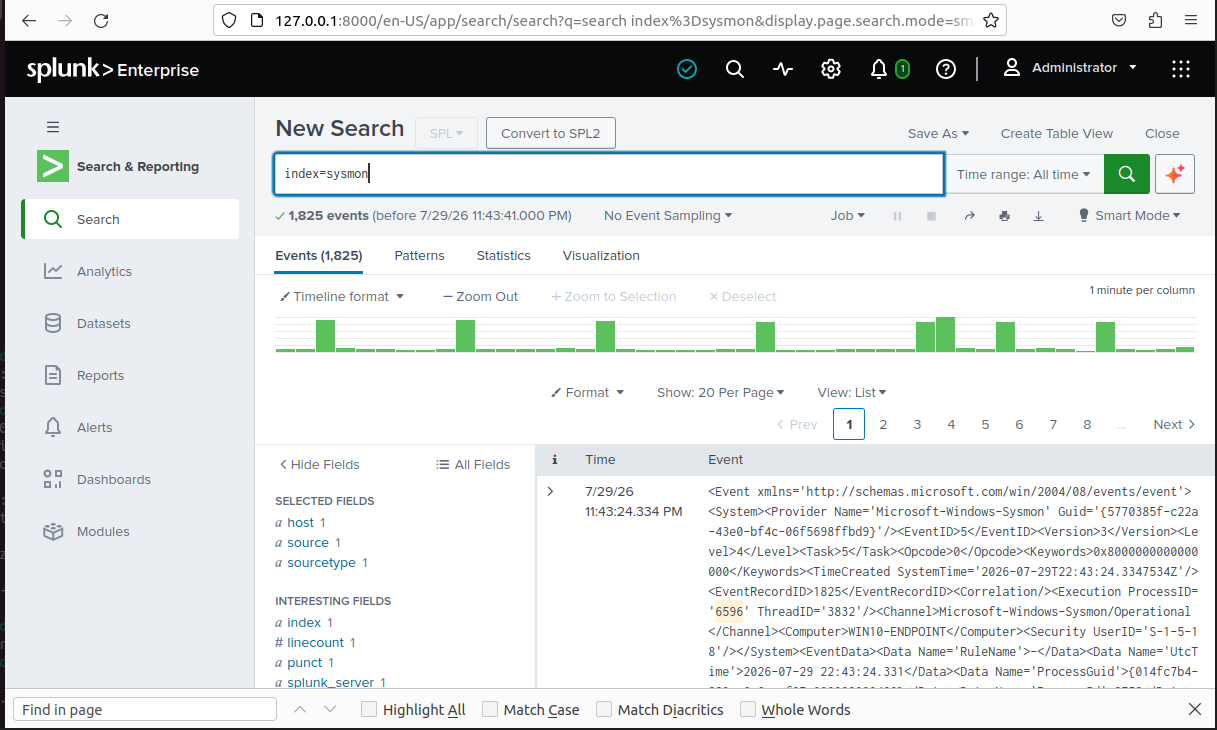 127.0.0.1:8000/en-US/app/search/search?q=search index%3Dsysmon&display.page.search.mode=sm
splunk>Enterprise
1
Administrator
Search & Reporting
Search
Analytics
Datasets
Reports
Alerts
Dashboards
Modules
New Search
SPL
Convert to SPL2
Save As
Create Table View
Close
index=sysmon
Time range: All time
1,825 events (before 7/29/26 11:43:41.000 PM)
No Event Sampling
Job
Smart Mode
Events (1,825)
Patterns
Statistics
Visualization
Timeline format
Zoom Out
+ Zoom to Selection
× Deselect
1 minute per column
Format
Show: 20 Per Page
View: List
< Prev
1
2
3
4
5
6
7
8
...
Next >
< Hide Fields
All Fields
SELECTED FIELDS
a host 1
a source 1
a sourcetype 1
INTERESTING FIELDS
a index 1
# linecount 1
a punct 1
a splunk_server 1
i
Time
Event
7/29/26
11:43:24.334 PM
<Event xmlns='http://schemas.microsoft.com/win/2004/08/events/event'>
<System><Provider Name='Microsoft-Windows-Sysmon' Guid='{5770385f-c22a
-43e0-bf4c-06f5698ffbd9}'/><EventID>5</EventID><Version>3</Version><Le
vel>4</Level><Task>5</Task><Opcode>0</Opcode><Keywords>0x8000000000000
000</Keywords><TimeCreated SystemTime='2026-07-29T22:43:24.3347534Z'/>
<EventRecordID>1825</EventRecordID><Correlation/><Execution ProcessID=
'6596' ThreadID='3832'/><Channel>Microsoft-Windows-Sysmon/Operational
</Channel><Computer>WIN10-ENDPOINT</Computer><Security UserID='S-1-5-1
8'/></System><EventData><Data Name='RuleName'>-</Data><Data Name='UtcT
ime'>2026-07-29 22:43:24.331</Data><Data Name='ProcessGuid'>{014fc7b4-
Find in page
Highlight All
Match Case
Match Diacritics
Whole Words